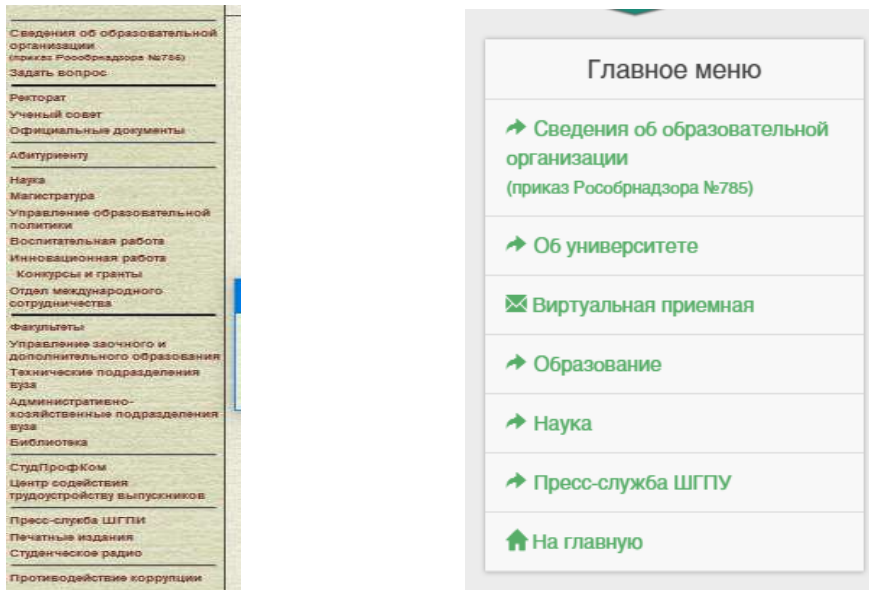 Сведения об образовательной
организации
(приказ Рособрнадзора №785)
Задать вопрос
Ректорат
Ученый совет
Официальные документы
Абитуриенту
Наука
Магистратура
Управление образовательной
политики
Воспитательная работа
Инновационная работа
Конкурсы и гранты
Отдел международного
сотрудничества
Факультеты
Управление заочного и
дополнительного образования
Технические подразделения
вуза
Административно-
хозяйственные подразделения
вуза
Библиотека
СтудПрофКом
Центр содействия
трудоустройству выпускников
Пресс-служба ШГПИ
Печатные издания
Студенческое радио
Противодействие коррупции
Главное меню
Сведения об образовательной
организации
(приказ Рособрнадзора №785)
Об университете
Виртуальная приемная
Образование
Наука
Пресс-служба ШГПУ
На главную